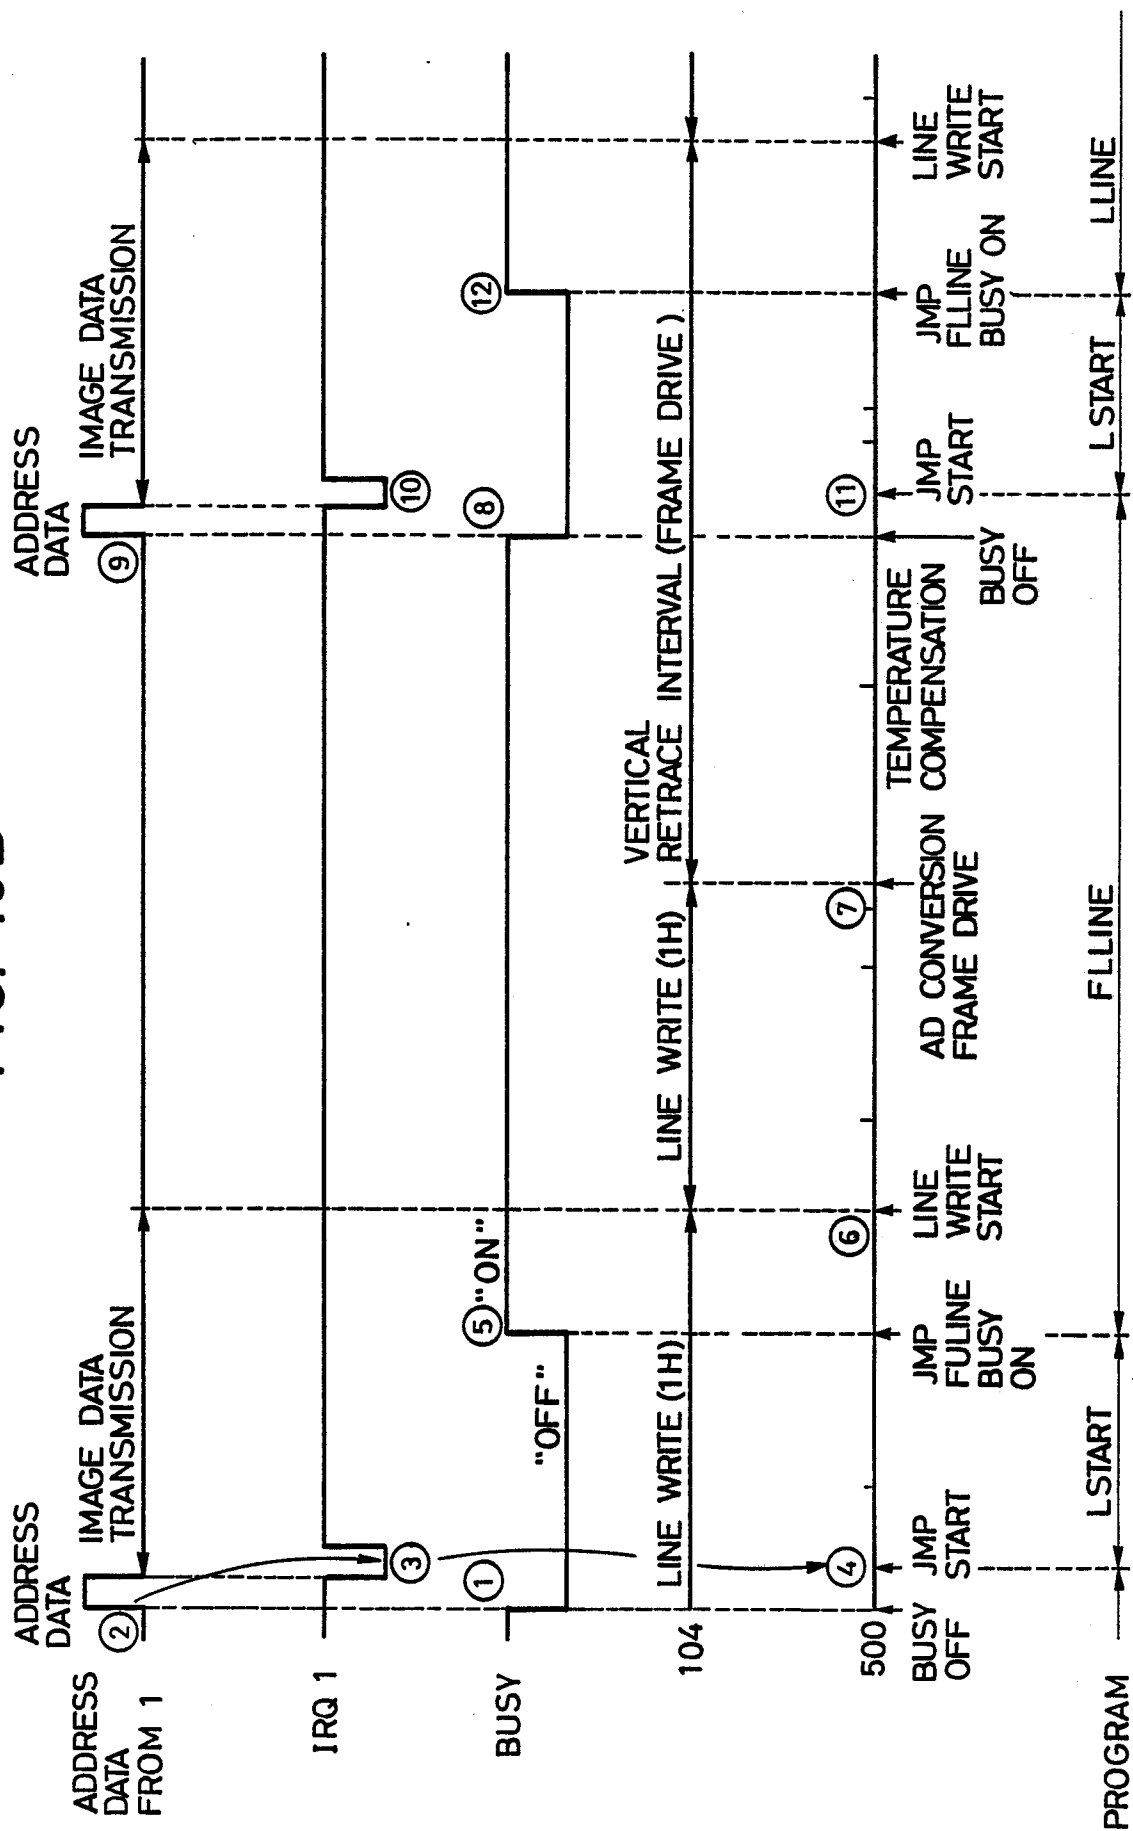 ADDRESS
DATA
FROM 1
ADDRESS
DATA
②
IMAGE DATA
TRANSMISSION
ADDRESS
DATA
⑨
IMAGE DATA
TRANSMISSION
IRQ 1
③
⑩
BUSY
①
"OFF"
⑤
"ON"
⑧
⑫
104
LINE WRITE (1H)
LINE WRITE (1H)
VERTICAL
RETRACE INTERVAL (FRAME DRIVE)
500
④
⑥
⑦
⑪
BUSY
OFF
JMP
START
JMP
FULINE
BUSY
ON
LINE
WRITE
START
AD CONVERSION
FRAME DRIVE
TEMPERATURE
COMPENSATION
BUSY
OFF
JMP
START
JMP
FLLINE
BUSY ON
LINE
WRITE
START
PROGRAM
LSTART
FLLINE
LSTART
LLINE